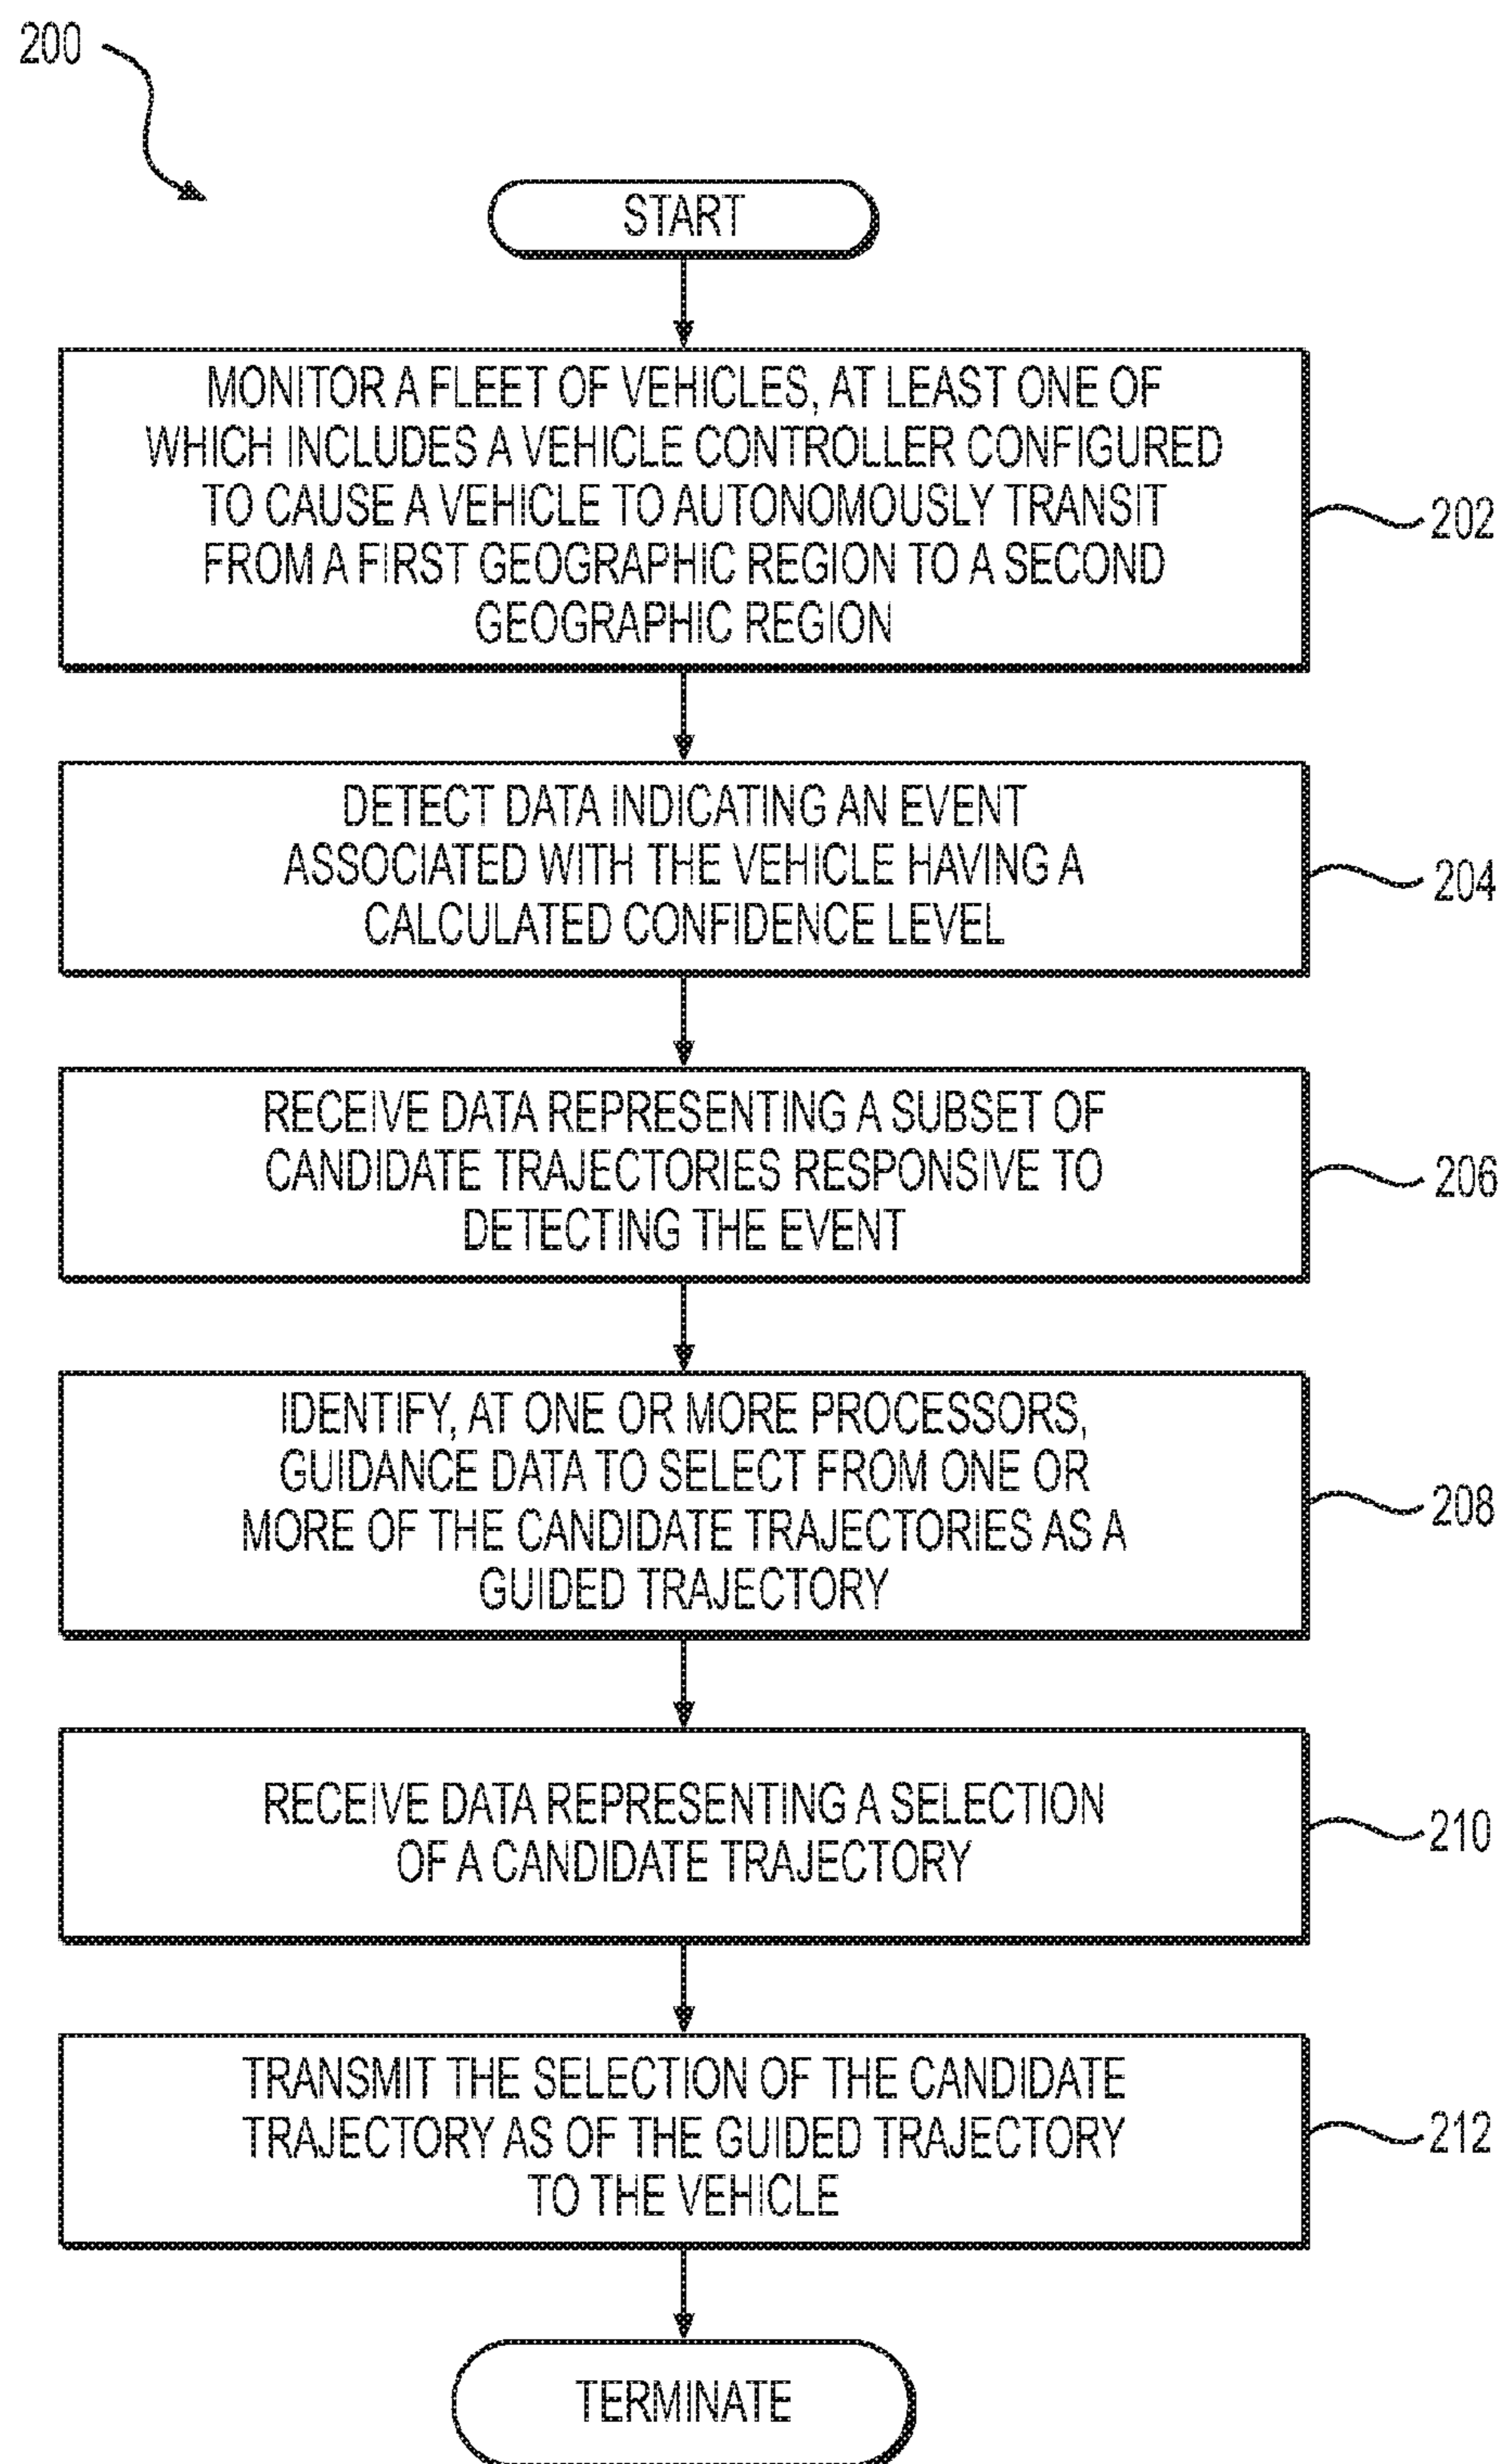 200
START
MONITOR A FLEET OF VEHICLES, AT LEAST ONE OF
WHICH INCLUDES A VEHICLE CONTROLLER CONFIGURED
TO CAUSE A VEHICLE TO AUTONOMOUSLY TRANSIT
FROM A FIRST GEOGRAPHIC REGION TO A SECOND
GEOGRAPHIC REGION
202
DETECT DATA INDICATING AN EVENT
ASSOCIATED WITH THE VEHICLE HAVING A
CALCULATED CONFIDENCE LEVEL
204
RECEIVE DATA REPRESENTING A SUBSET OF
CANDIDATE TRAJECTORIES RESPONSIVE TO
DETECTING THE EVENT
206
IDENTIFY, AT ONE OR MORE PROCESSORS,
GUIDANCE DATA TO SELECT FROM ONE OR
MORE OF THE CANDIDATE TRAJECTORIES AS A
GUIDED TRAJECTORY
208
RECEIVE DATA REPRESENTING A SELECTION
OF A CANDIDATE TRAJECTORY
210
TRANSMIT THE SELECTION OF THE CANDIDATE
TRAJECTORY AS OF THE GUIDED TRAJECTORY
TO THE VEHICLE
212
TERMINATE